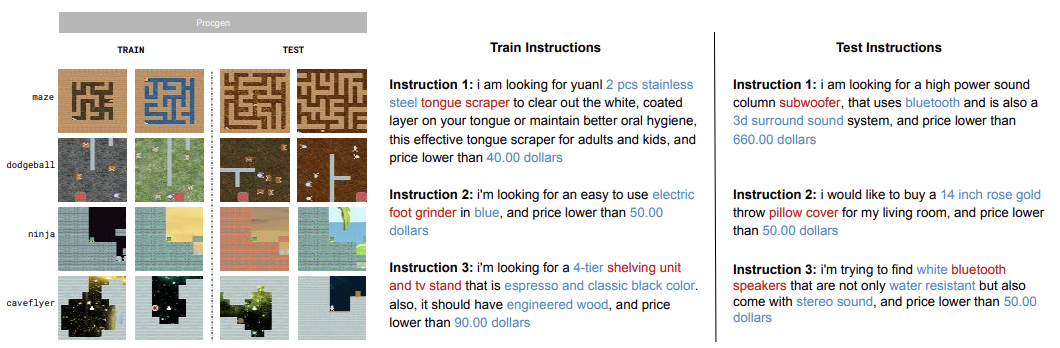 Procgen
TRAIN
TEST
maze
dodgeball
ninja
caveflyer
Train Instructions
Instruction 1: i am looking for yuanl 2 pcs stainless
steel tongue scraper to clear out the white, coated
layer on your tongue or maintain better oral hygiene,
this effective tongue scraper for adults and kids, and
price lower than 40.00 dollars
Instruction 2: i'm looking for an easy to use electric
foot grinder in blue, and price lower than 50.00
dollars
Instruction 3: i'm looking for a 4-tier shelving unit
and tv stand that is espresso and classic black color.
also, it should have engineered wood, and price
lower than 90.00 dollars
Test Instructions
Instruction 1: i am looking for a high power sound
column subwoofer, that uses bluetooth and is also a
3d surround sound system, and price lower than
660.00 dollars
Instruction 2: i would like to buy a 14 inch rose gold
throw pillow cover for my living room, and price lower
than 50.00 dollars
Instruction 3: i'm trying to find white bluetooth
speakers that are not only water resistant but also
come with stereo sound, and price lower than 50.00
dollars